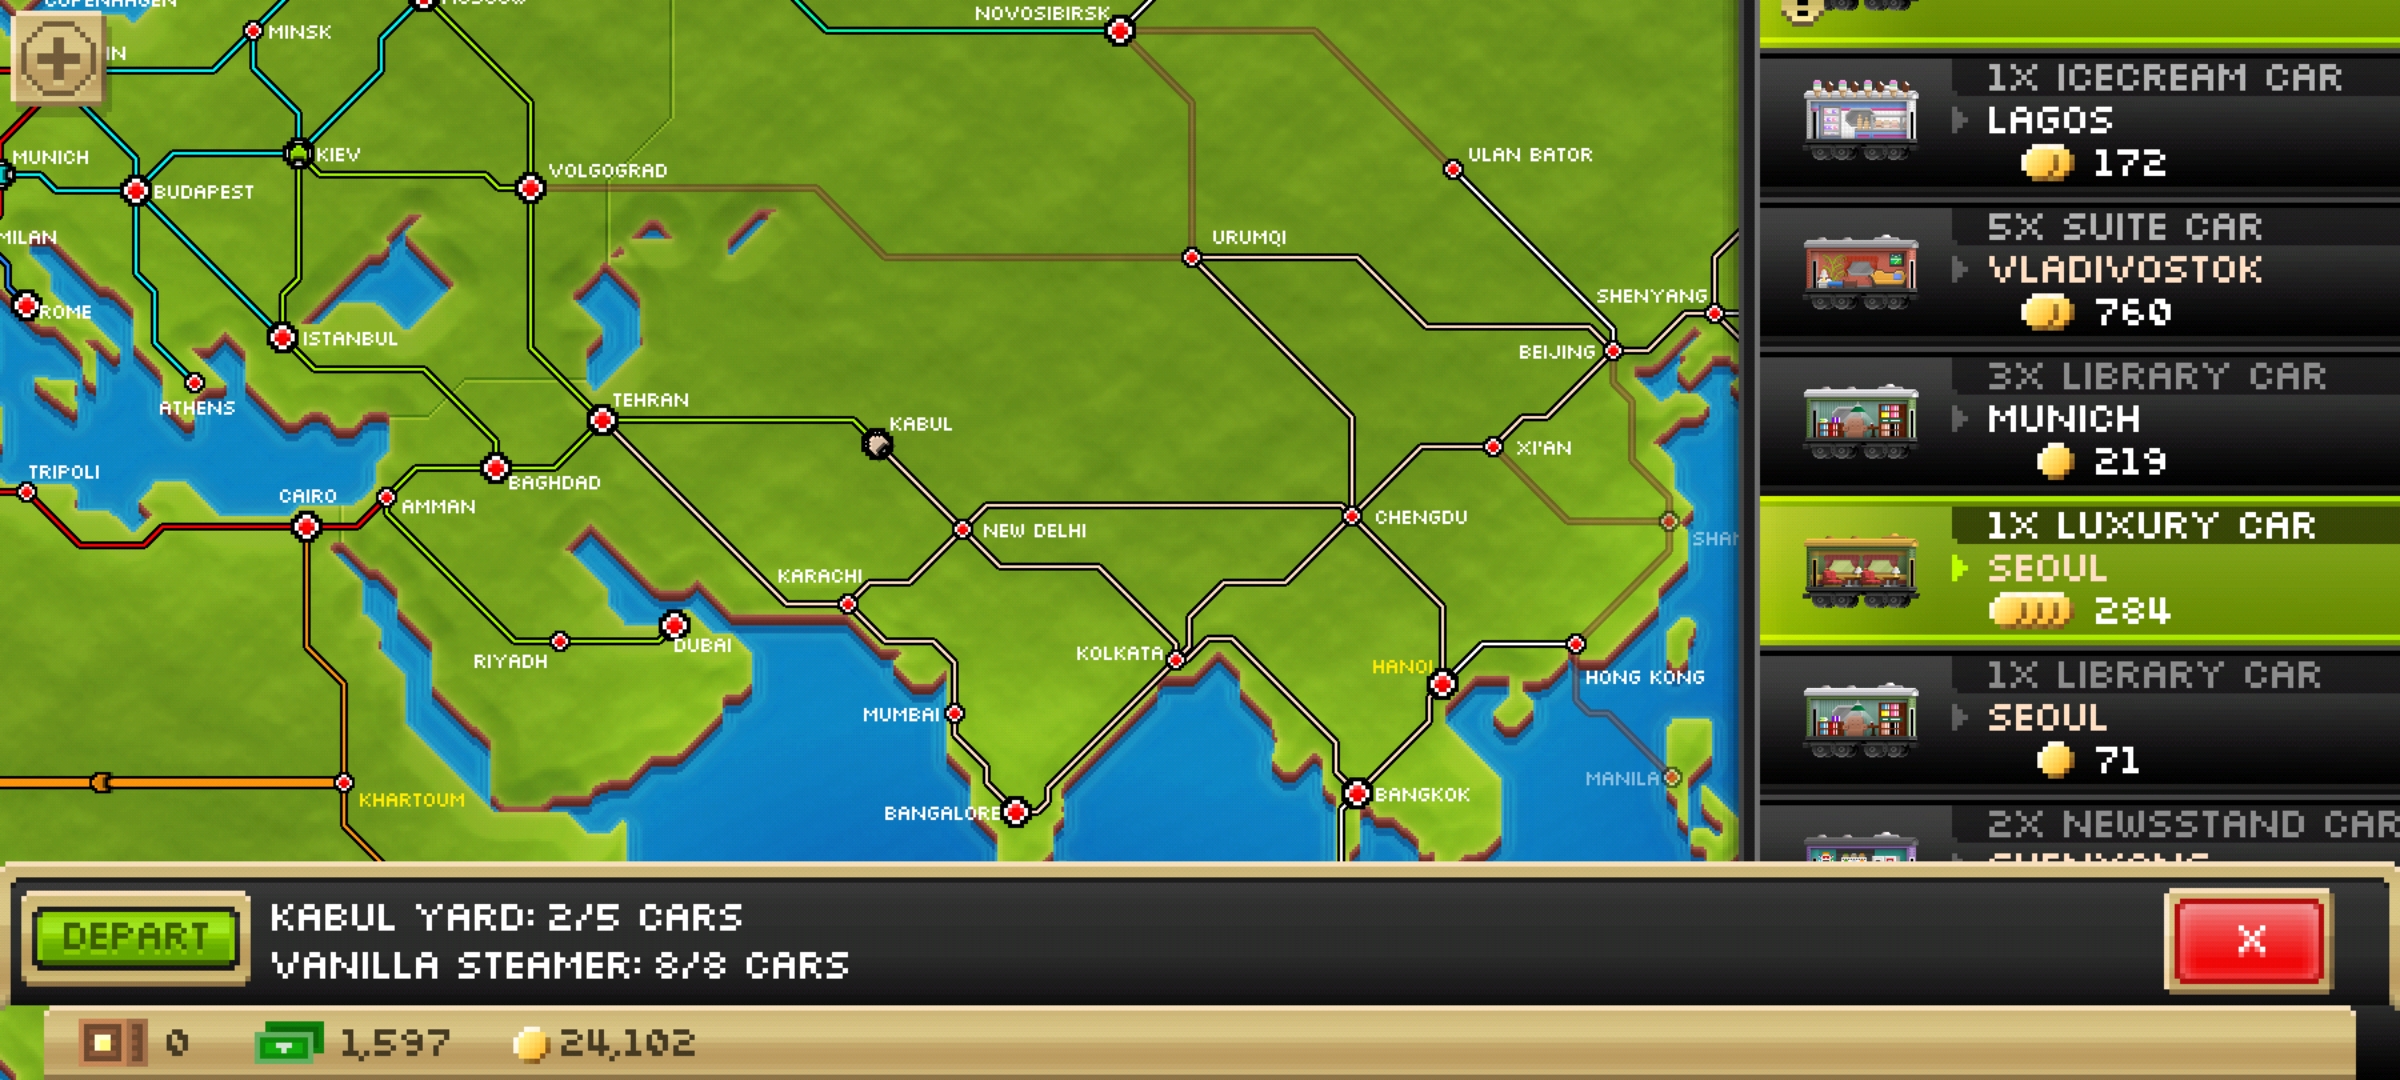 COPENHAGEN
MOSCOW
NOVOSIBIRSK
MINSK
MUNICH
KIEV
BUDAPEST
VOLGOGRAD
ULAN BATOR
MILAN
URUMQI
SHENYANG
ROME
ISTANBUL
BEIJING
ATHENS
TEHRAN
KABUL
XI'AN
TRIPOLI
CAIRO
BAGHDAD
AMMAN
NEW DELHI
CHENGDU
SHAN
KARACHI
DUBAI
RIYADH
KOLKATA
HANOI
HONG KONG
MUMBAI
MANILA
KHARTOUM
BANGALORE
BANGKOK
1X ICECREAM CAR
LAGOS
172
5X SUITE CAR
VLADIVOSTOK
760
3X LIBRARY CAR
MUNICH
219
1X LUXURY CAR
SEOUL
284
1X LIBRARY CAR
SEOUL
71
2X NEWSSTAND CAR
DEPART
KABUL YARD: 2/5 CARS
VANILLA STEAMER: 8/8 CARS
X
0
1,597
24,102